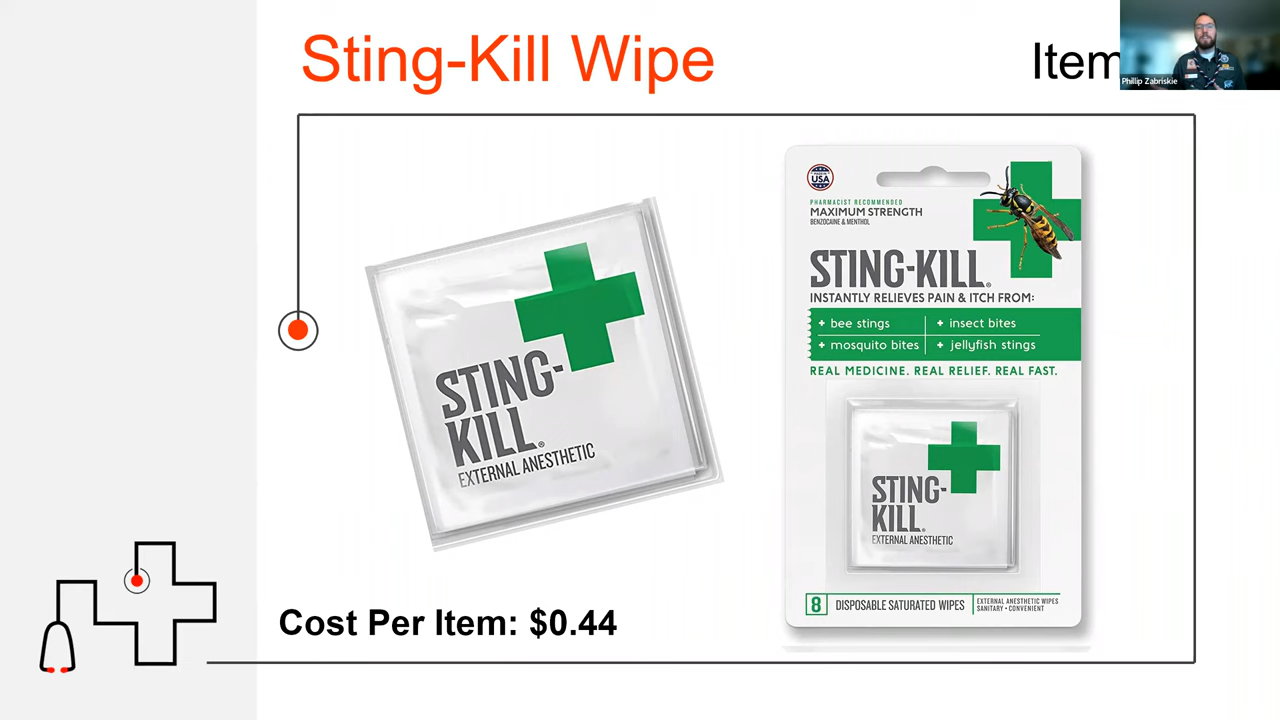 Sting-Kill Wipe
Item
Phillip Zabriskie
STING-
KILL®
EXTERNAL ANESTHETIC
MADE IN
USA
PHARMACIST RECOMMENDED
MAXIMUM STRENGTH
BENZOCAINE & MENTHOL
STING-KILL®
INSTANTLY RELIEVES PAIN & ITCH FROM:
+ bee stings + insect bites
+ mosquito bites + jellyfish stings
REAL MEDICINE. REAL RELIEF. REAL FAST.
STING-
KILL®
EXTERNAL ANESTHETIC
8 DISPOSABLE SATURATED WIPES
EXTERNAL ANESTHETIC WIPES
SANITARY • CONVENIENT
Cost Per Item: $0.44